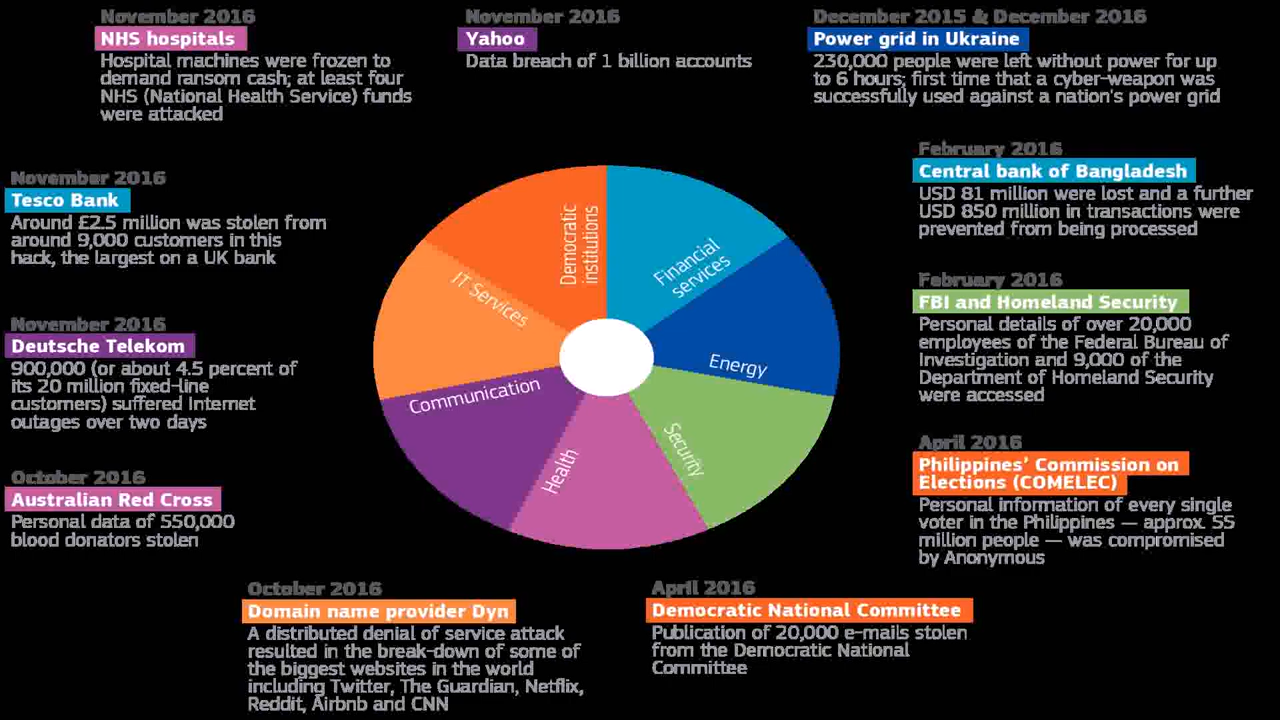 November 2016
NHS hospitals
Hospital machines were frozen to
demand ransom cash; at least four
NHS (National Health Service) funds
were attacked
November 2016
Yahoo
Data breach of 1 billion accounts
December 2015 & December 2016
Power grid in Ukraine
230,000 people were left without power for up
to 6 hours; first time that a cyber-weapon was
successfully used against a nation's power grid
February 2016
Central bank of Bangladesh
USD 81 million were lost and a further
USD 850 million in transactions were
prevented from being processed
February 2016
FBI and Homeland Security
Personal details of over 20,000
employees of the Federal Bureau of
Investigation and 9,000 of the
Department of Homeland Security
were accessed
April 2016
Philippines' Commission on
Elections (COMELEC)
Personal information of every single
voter in the Philippines — approx. 55
million people — was compromised
by Anonymous
April 2016
Democratic National Committee
Publication of 20,000 e-mails stolen
from the Democratic National
Committee
October 2016
Domain name provider Dyn
A distributed denial of service attack
resulted in the break-down of some of
the biggest websites in the world
including Twitter, The Guardian, Netflix,
Reddit, Airbnb and CNN
October 2016
Australian Red Cross
Personal data of 550,000
blood donators stolen
November 2016
Deutsche Telekom
900,000 (or about 4.5 percent of
its 20 million fixed-line
customers) suffered Internet
outages over two days
November 2016
Tesco Bank
Around £2.5 million was stolen from
around 9,000 customers in this
hack, the largest on a UK bank
Democratic
institutions
Financial
services
Energy
Security
Health
Communication
IT Services